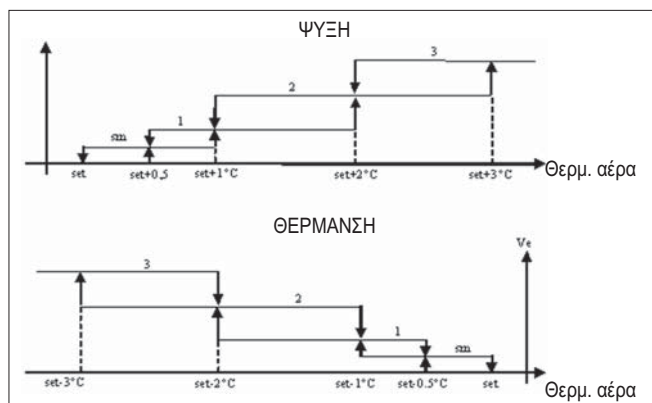 ΨΥΞΗ
3
2
1
sm
set set+0,5 set+1°C set+2°C set+3°C Θερμ. αέρα
ΘΕΡΜΑΝΣΗ
Ve
3
2
1
sm
set-3°C set-2°C set-1°C set-0.5°C set Θερμ. αέρα